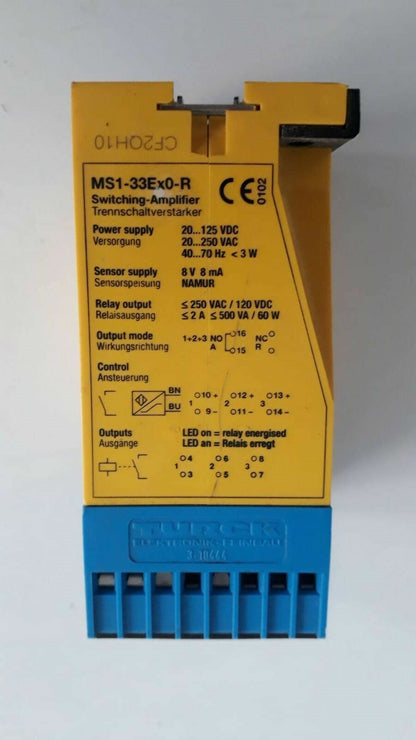 CF2QH10
MS1-33Ex0-R
Switching-Amplifier
Trennschaltverstarker
CE 0102
Power supply 20...125 VDC
Versorgung 20...250 VAC
40...70 Hz < 3 W
Sensor supply 8 V 8 mA
Sensorspeisung NAMUR
Relay output ≤ 250 VAC / 120 VDC
Relaisausgang ≤ 2 A ≤ 500 VA / 60 W
Output mode 1+2+3 NO 16 NC
Wirkungsrichtung A 15 R
Control
Ansteuerung
BN 10 + 12 + 13 +
1 2 3
BU 9 - 11 - 14 -
Outputs LED on = relay energised
Ausgänge LED an = Relais erregt
4 6 8
1 2 3
3 5 7
TURCK
ELEKTRONIK-BEINBAU